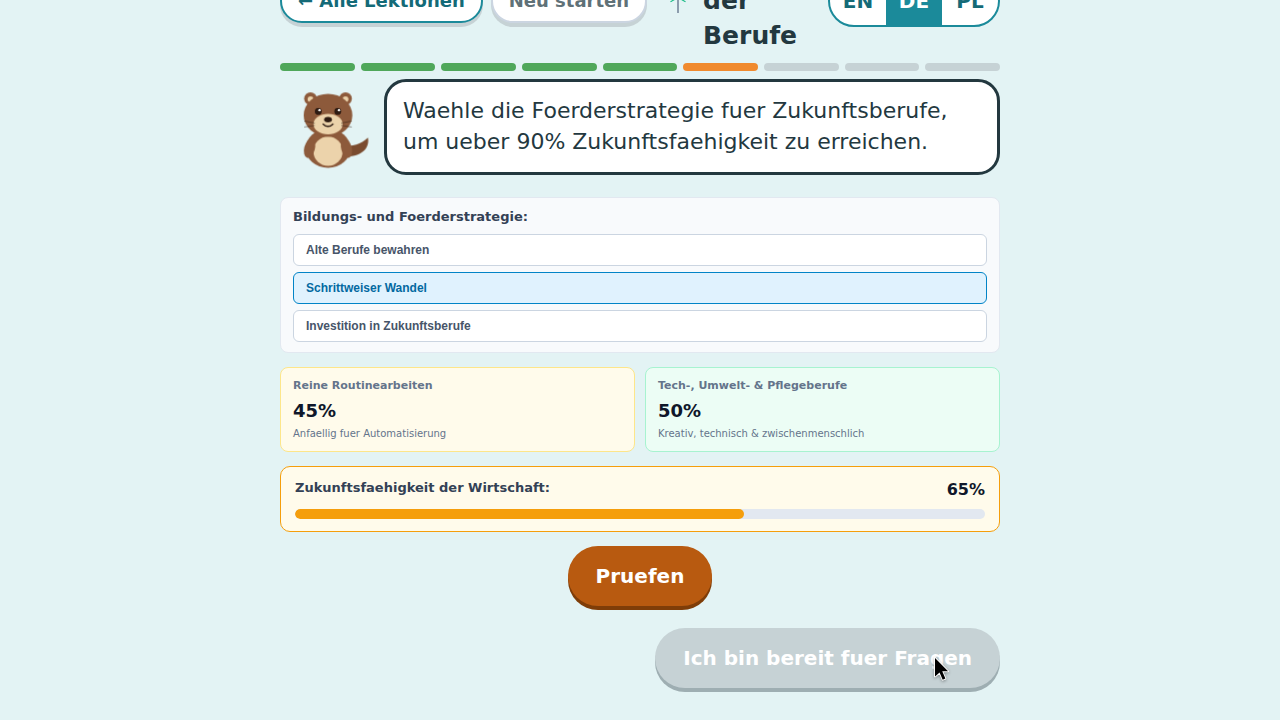 ← Alle Lektionen
Neu starten
der
Berufe
EN
DE
PL
Waehle die Foerderstrategie fuer Zukunftsberufe,
um ueber 90% Zukunftsfaehigkeit zu erreichen.
Bildungs- und Foerderstrategie:
Alte Berufe bewahren
Schrittweiser Wandel
Investition in Zukunftsberufe
Reine Routinearbeiten
45%
Anfaellig fuer Automatisierung
Tech-, Umwelt- & Pflegeberufe
50%
Kreativ, technisch & zwischenmenschlich
Zukunftsfaehigkeit der Wirtschaft:
65%
Pruefen
Ich bin bereit fuer Fragen